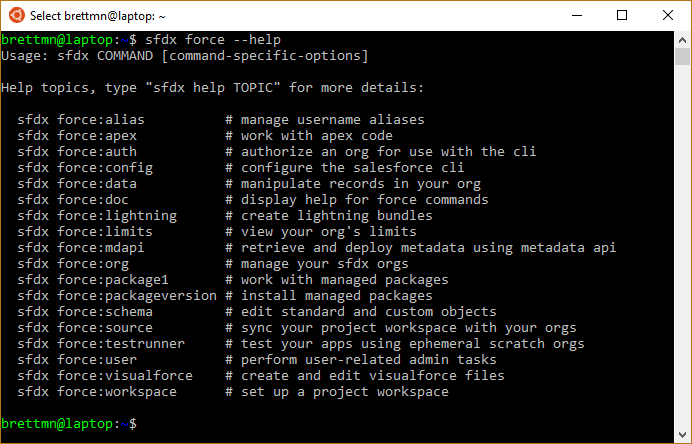 Select brettmn@laptop: ~
brettmn@laptop:~$ sfdx force --help
Usage: sfdx COMMAND [command-specific-options]
Help topics, type "sfdx help TOPIC" for more details:
sfdx force:alias # manage username aliases
sfdx force:apex # work with apex code
sfdx force:auth # authorize an org for use with the cli
sfdx force:config # configure the salesforce cli
sfdx force:data # manipulate records in your org
sfdx force:doc # display help for force commands
sfdx force:lightning # create lightning bundles
sfdx force:limits # view your org's limits
sfdx force:mdapi # retrieve and deploy metadata using metadata api
sfdx force:org # manage your sfdx orgs
sfdx force:package1 # work with managed packages
sfdx force:packageversion # install managed packages
sfdx force:schema # edit standard and custom objects
sfdx force:source # sync your project workspace with your orgs
sfdx force:testrunner # test your apps using ephemeral scratch orgs
sfdx force:user # perform user-related admin tasks
sfdx force:visualforce # create and edit visualforce files
sfdx force:workspace # set up a project workspace
brettmn@laptop:~$